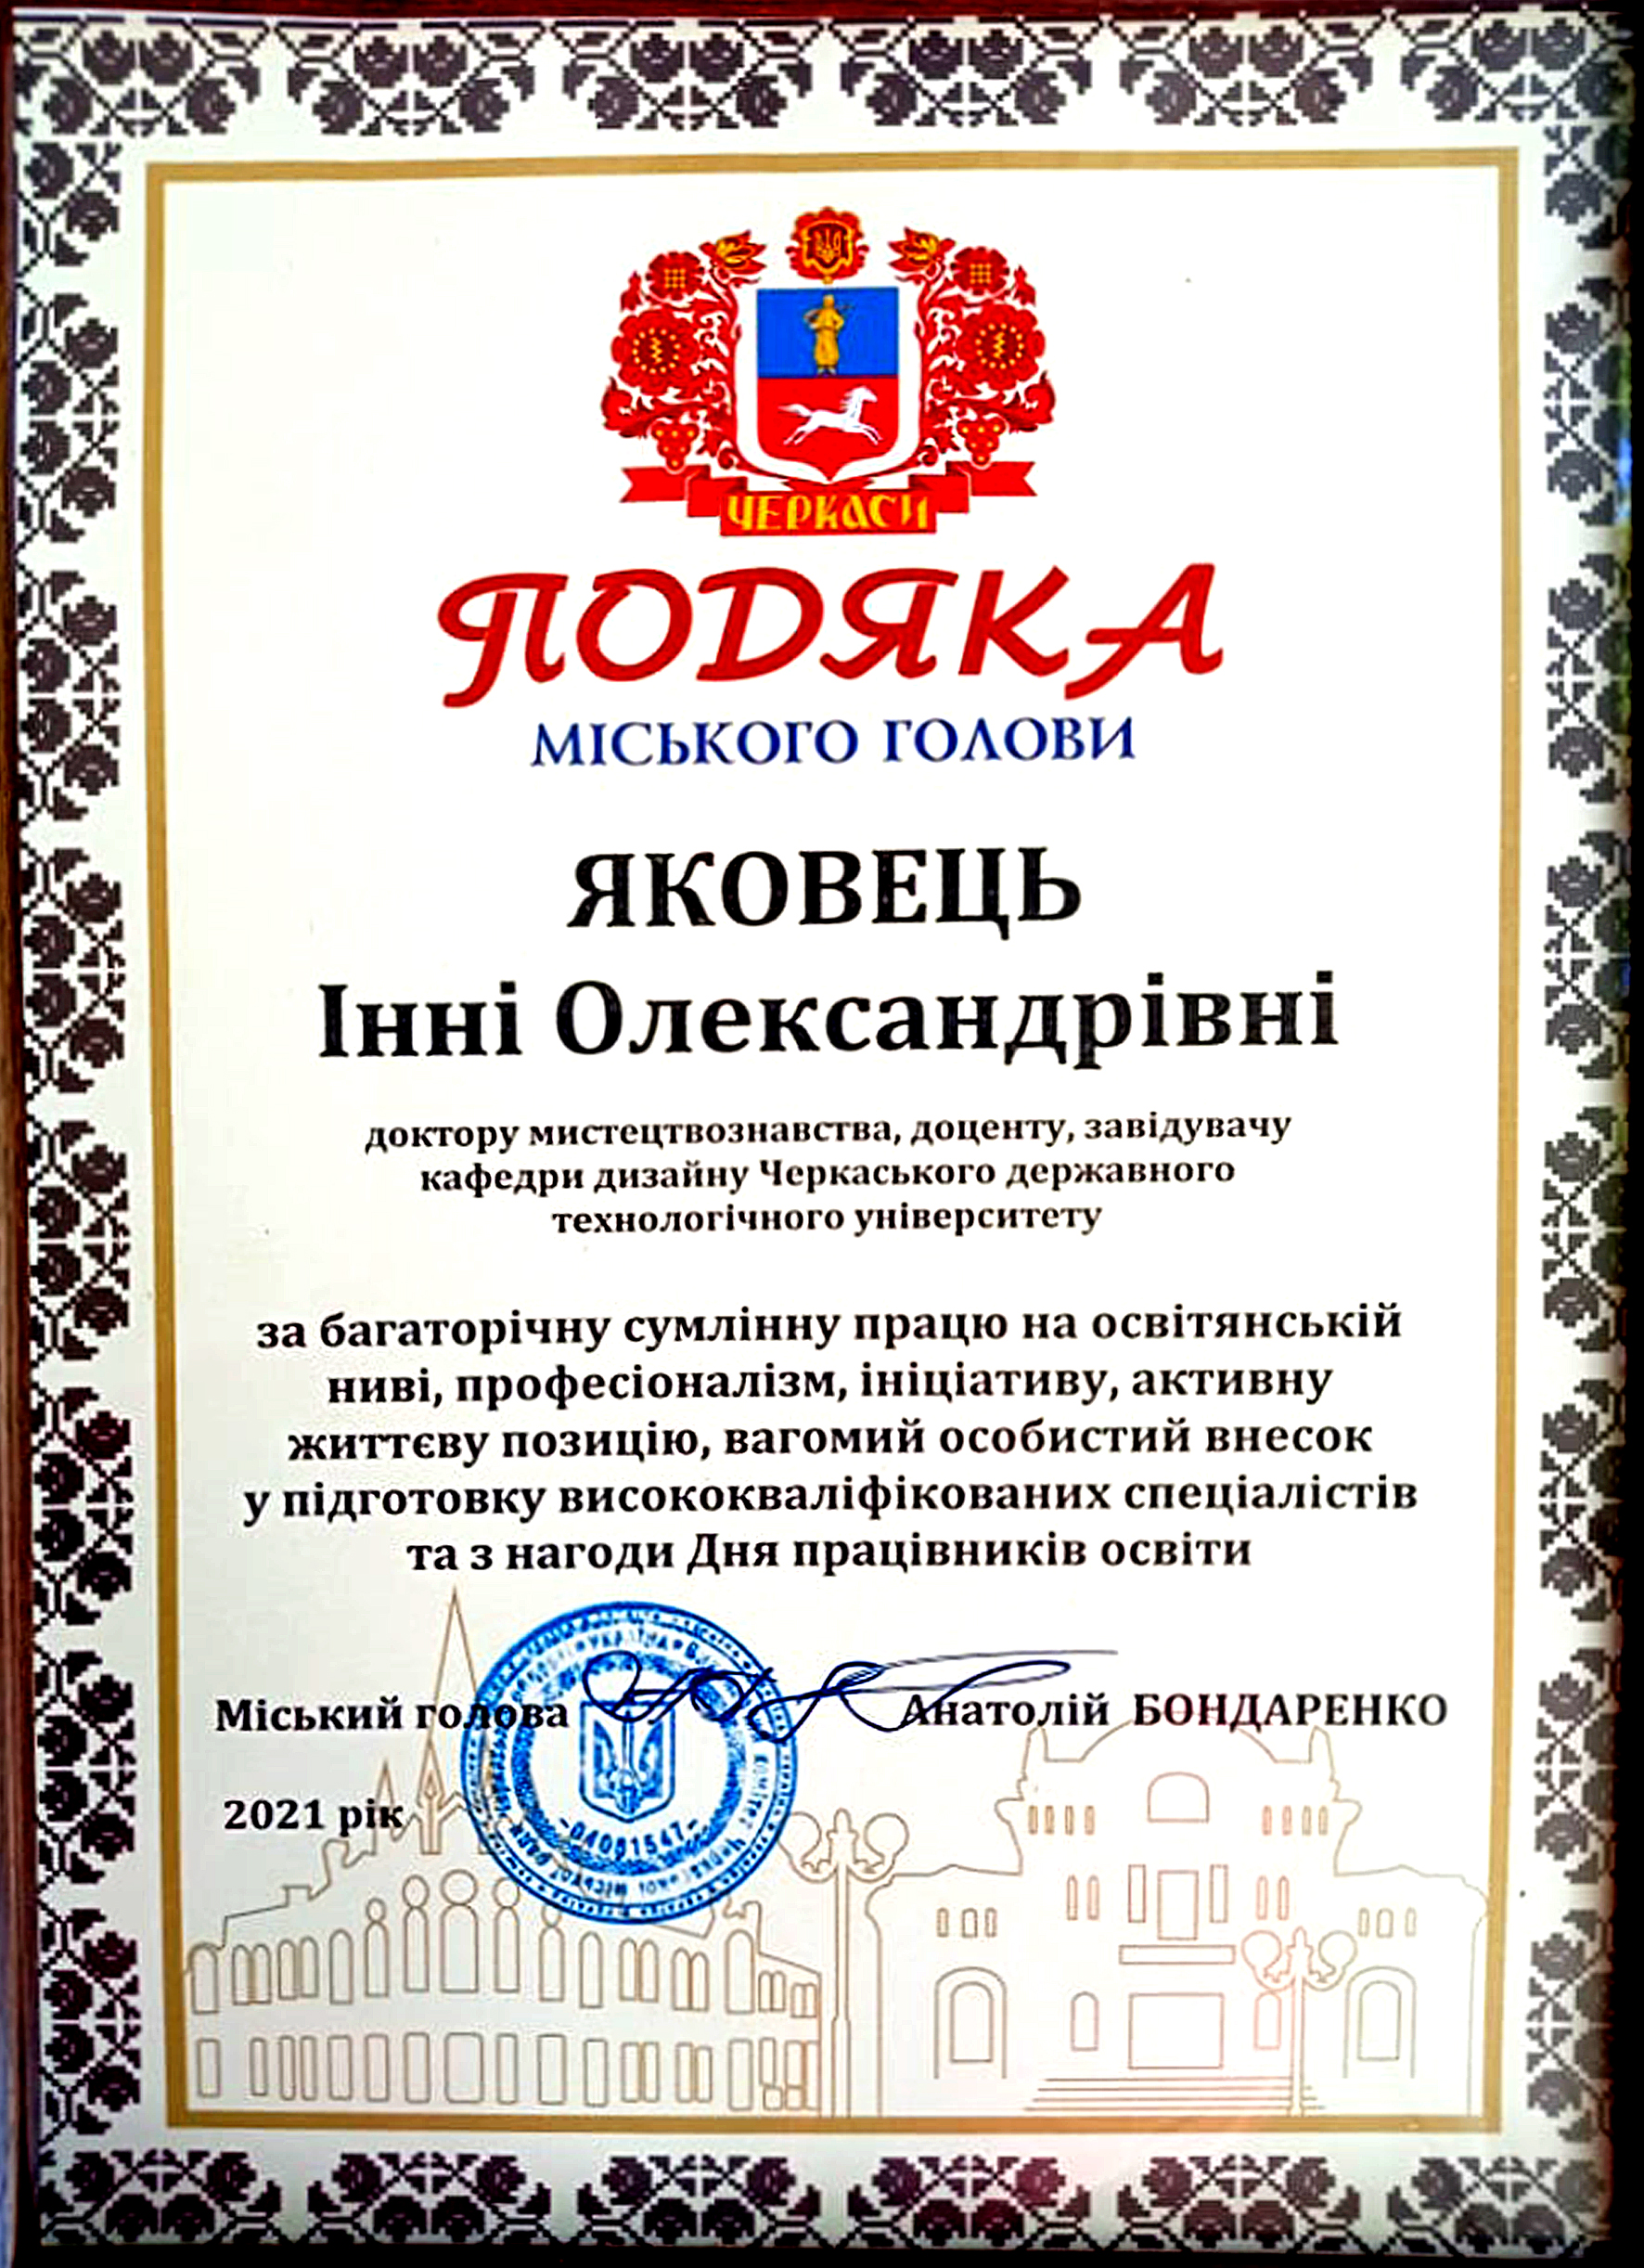 ЧЕРКАСИ
ПОДЯКА
МІСЬКОГО ГОЛОВИ
ЯКОВЕЦЬ
Інні Олександрівні
доктору мистецтвознавства, доценту, завідувачу
кафедри дизайну Черкаського державного
технологічного університету
за багаторічну сумлінну працю на освітянській
ниві, професіоналізм, ініціативу, активну
життєву позицію, вагомий особистий внесок
у підготовку висококваліфікованих спеціалістів
та з нагоди Дня працівників освіти
Міський голова Анатолій БОНДАРЕНКО
2021 рік
04061547